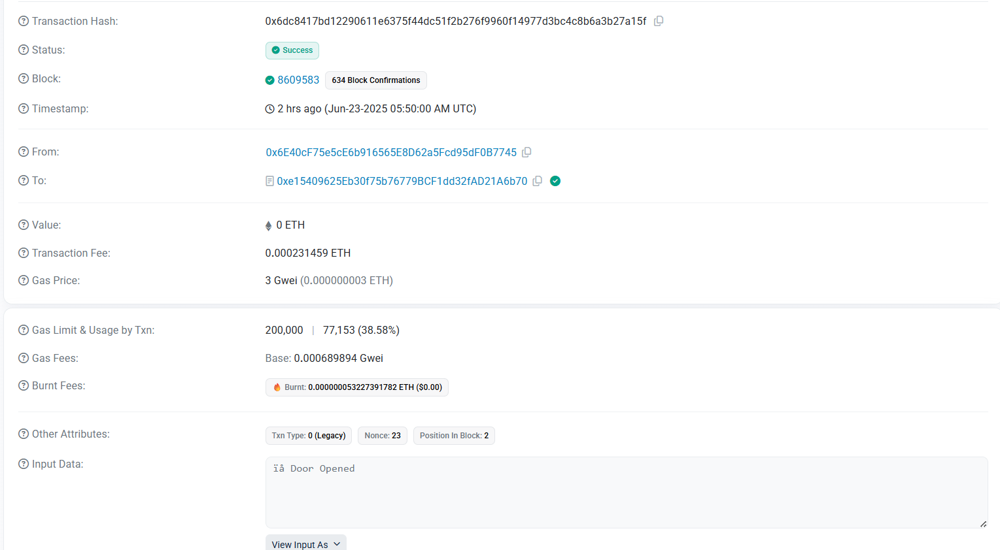 Transaction Hash: 0x6dc8417bd12290611e6375f44dc51f2b276f9960f14977d3bc4c8b6a3b27a15f
Status: Success
Block: 8609583 634 Block Confirmations
Timestamp: 2 hrs ago (Jun-23-2025 05:50:00 AM UTC)
From: 0x6E40cF75e5cE6b916565E8D62a5Fcd95dF0B7745
To: 0xe15409625Eb30f75b76779BCF1dd32fAD21A6b70
Value: 0 ETH
Transaction Fee: 0.000231459 ETH
Gas Price: 3 Gwei (0.000000003 ETH)
Gas Limit & Usage by Txn: 200,000 | 77,153 (38.58%)
Gas Fees: Base: 0.000689894 Gwei
Burnt Fees: Burnt: 0.000000053227391782 ETH ($0.00)
Other Attributes: Txn Type: 0 (Legacy) Nonce: 23 Position In Block: 2
Input Data: ïå Door Opened
View Input As